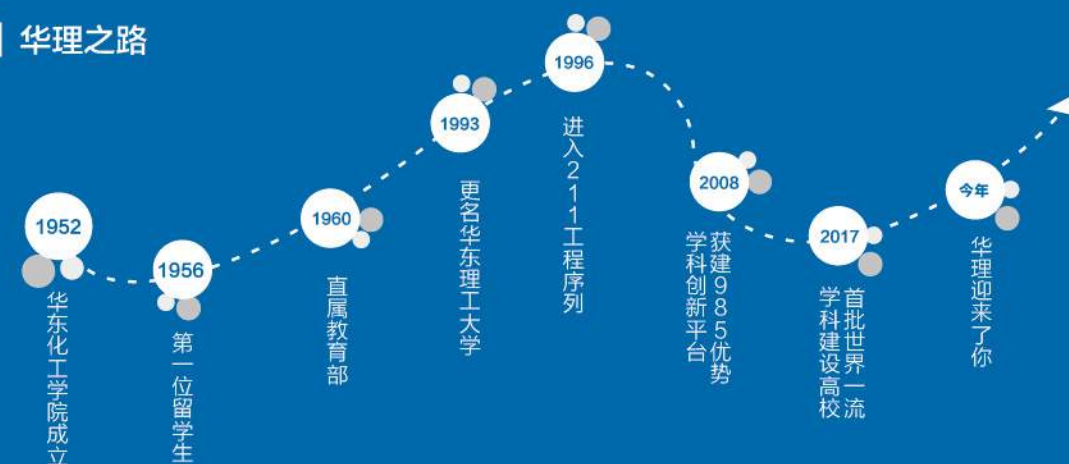 华理之路
1952
华东化工学院成立
1956
第一位留学生
1960
直属教育部
1993
更名华东理工大学
1996
进入211工程序列
2008
获建985优势
学科创新平台
2017
首批世界一流
学科建设高校
今年
华理迎来了你